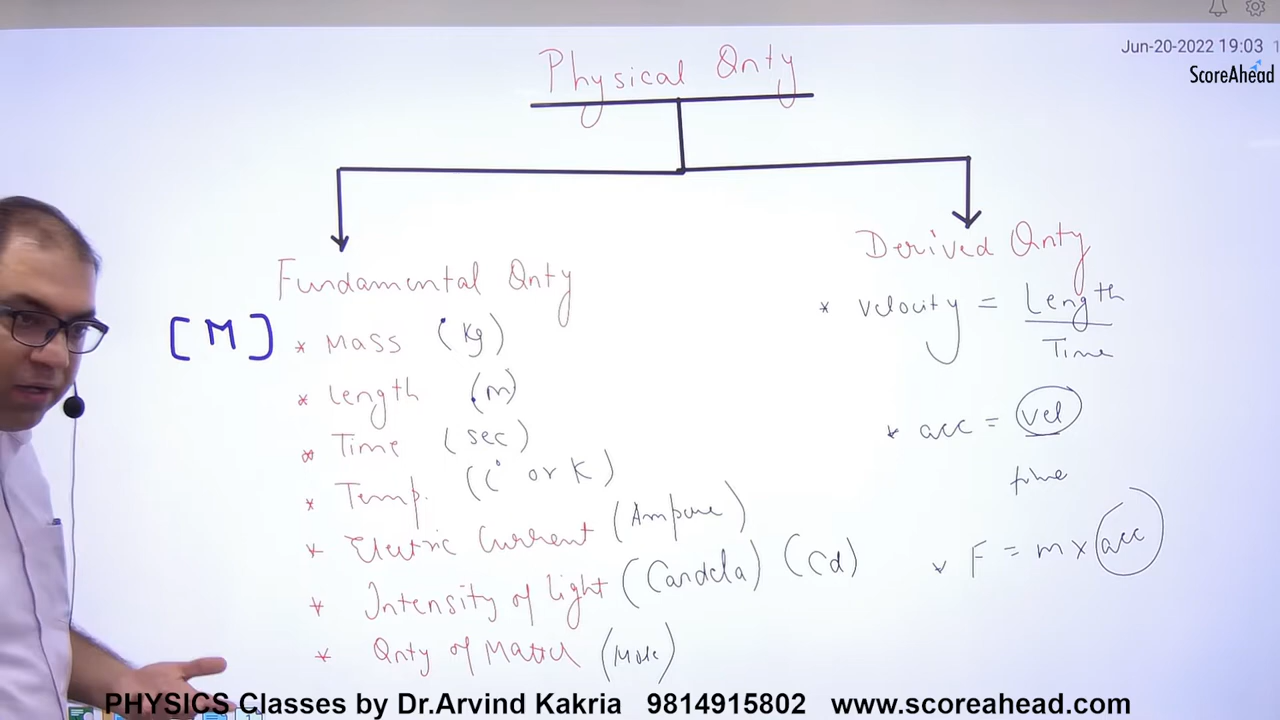 Jun-20-2022 19:03
ScoreAhead
Physical Qnty
Fundamental Qnty
[M] * Mass (Kg)
* Length (m)
* Time (sec)
* Temp. (C° or K)
* Electric Current (Ampere)
* Intensity of light (Candela) (Cd)
* Qnty of Matter (Mole)
Derived Qnty
* velocity = Length
Time
* acc = vel
time
* F = m x acc
PHYSICS Classes by Dr.Arvind Kakria 9814915802 www.scoreahead.com